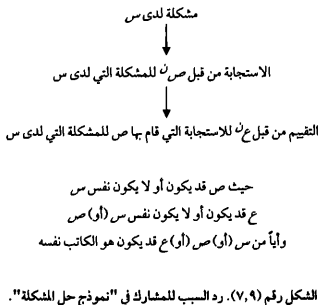 مشكلة لدى س
الاستجابة من قبل صⁿ للمشكلة التي لدى س
التقييم من قبل عⁿ للاستجابة التي قام بها ص للمشكلة التي لدى س
حيث ص قد يكون أو لا يكون نفس س
ع قد يكون أو لا يكون نفس س (أو) ص
وأياً من س (أو) ص (أو) ع قد يكون هو الكاتب نفسه
الشكل رقم (٧,٩). رد السبب للمشارك في "نموذج حل المشكلة".